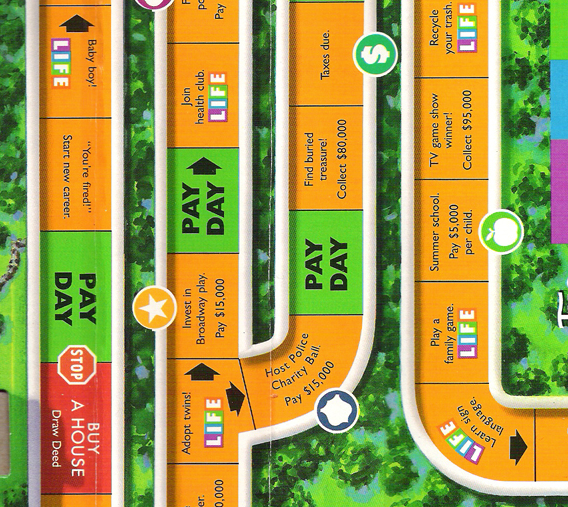 Baby boy!
LIFE
"You're fired!"
Start new career.
PAY
DAY
STOP
BUY
A HOUSE
Draw Deed
Pay
Join
health club.
LIFE
PAY
DAY
Invest in
Broadway play.
Pay $15,000
Adopt twins!
LIFE
Taxes due.
$
Find buried
treasure!
Collect $80,000
PAY
DAY
Host Police
Charity Ball.
Pay $15,000
Recycle
your trash.
LIFE
TV game show
winner!
Collect $95,000
Summer school.
Pay $5,000
per child.
Play a
family game.
LIFE
Learn sign
language.
LIFE